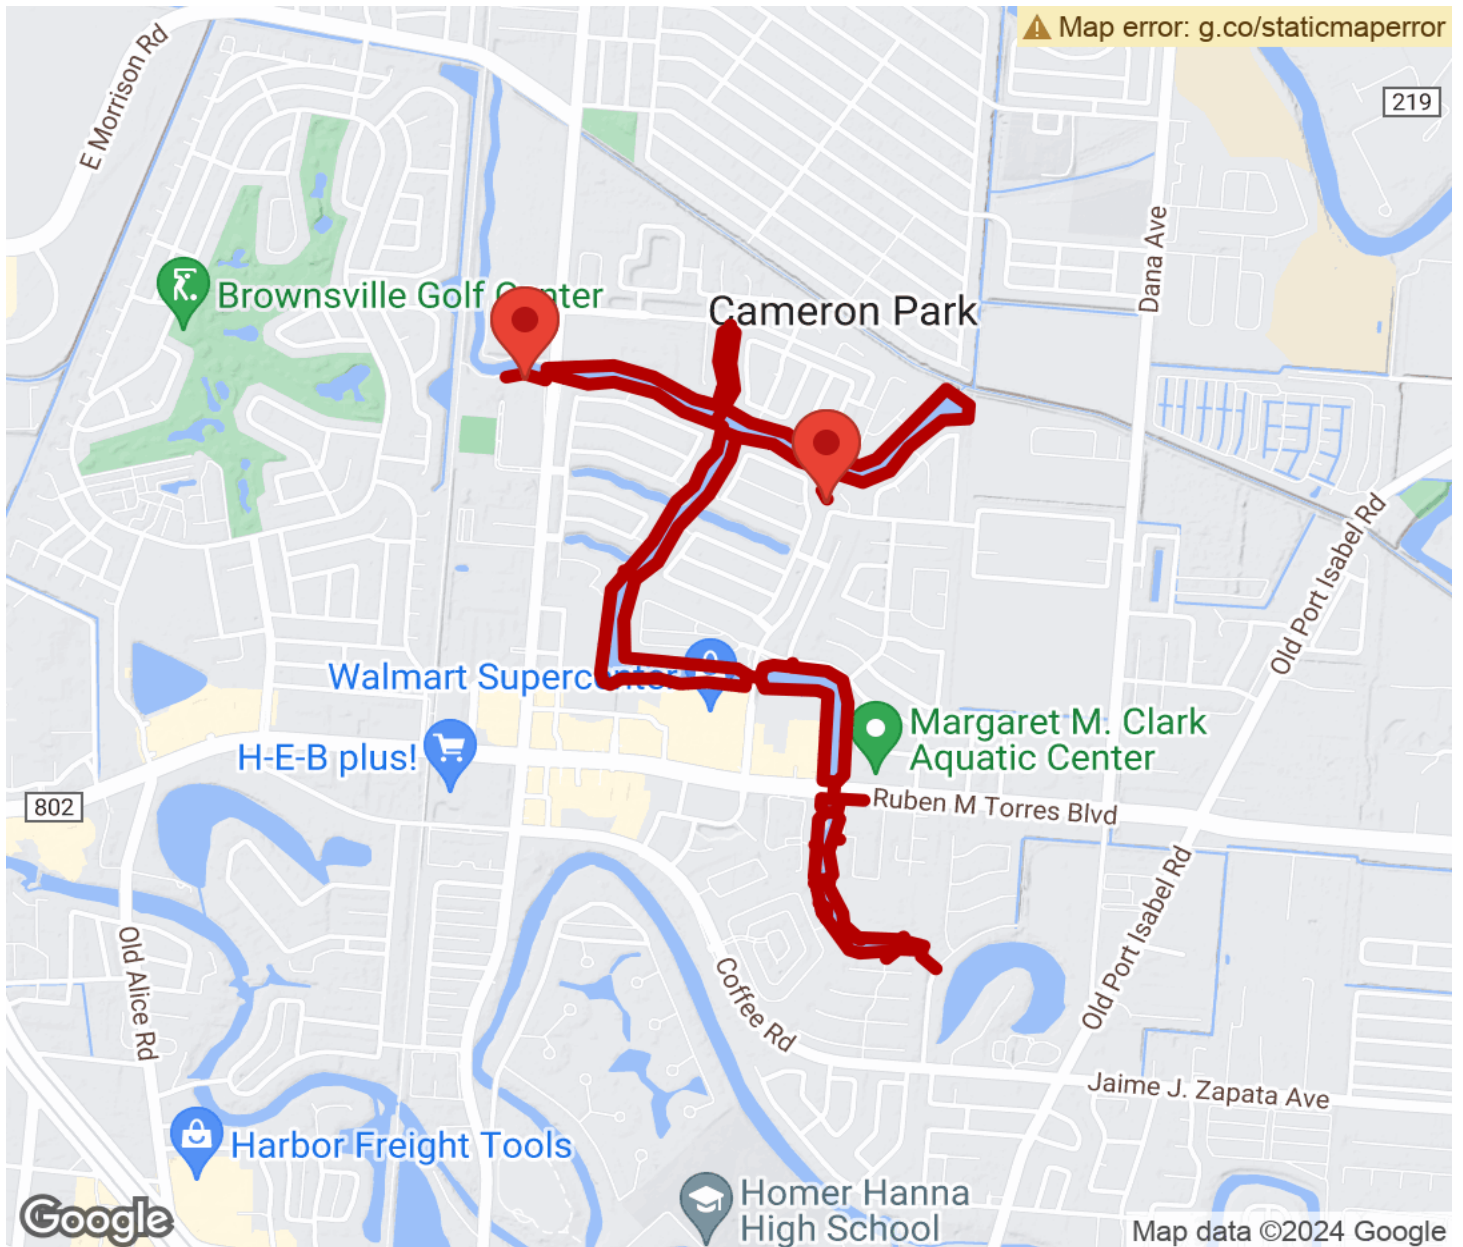 Map error: g.co/staticmaperror
E Morrison Rd
219
Dana Ave
Brownsville Golf Center
Cameron Park
Old Port Isabel Rd
Walmart Supercenter
Margaret M. Clark
Aquatic Center
H-E-B plus!
802
Ruben M Torres Blvd
Old Port Isabel Rd
Old Alice Rd
Coffee Rd
Jaime J. Zapata Ave
Harbor Freight Tools
Homer Hanna
High School
Google
Map data ©2024 Google